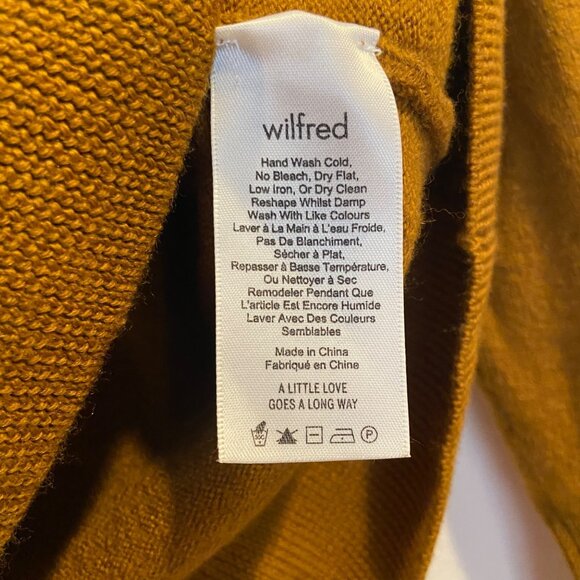 wilfred
Hand Wash Cold,
No Bleach, Dry Flat,
Low Iron, Or Dry Clean
Reshape Whilst Damp
Wash With Like Colours
Laver à La Main à L'eau Froide,
Pas De Blanchiment,
Sècher à Plat,
Repasser à Basse Température,
Ou Nettoyer à Sec
Remodeler Pendant Que
L'article Est Encore Humide
Laver Avec Des Couleurs
Semblables
Made in China
Fabriqué en Chine
A LITTLE LOVE
GOES A LONG WAY
30C P